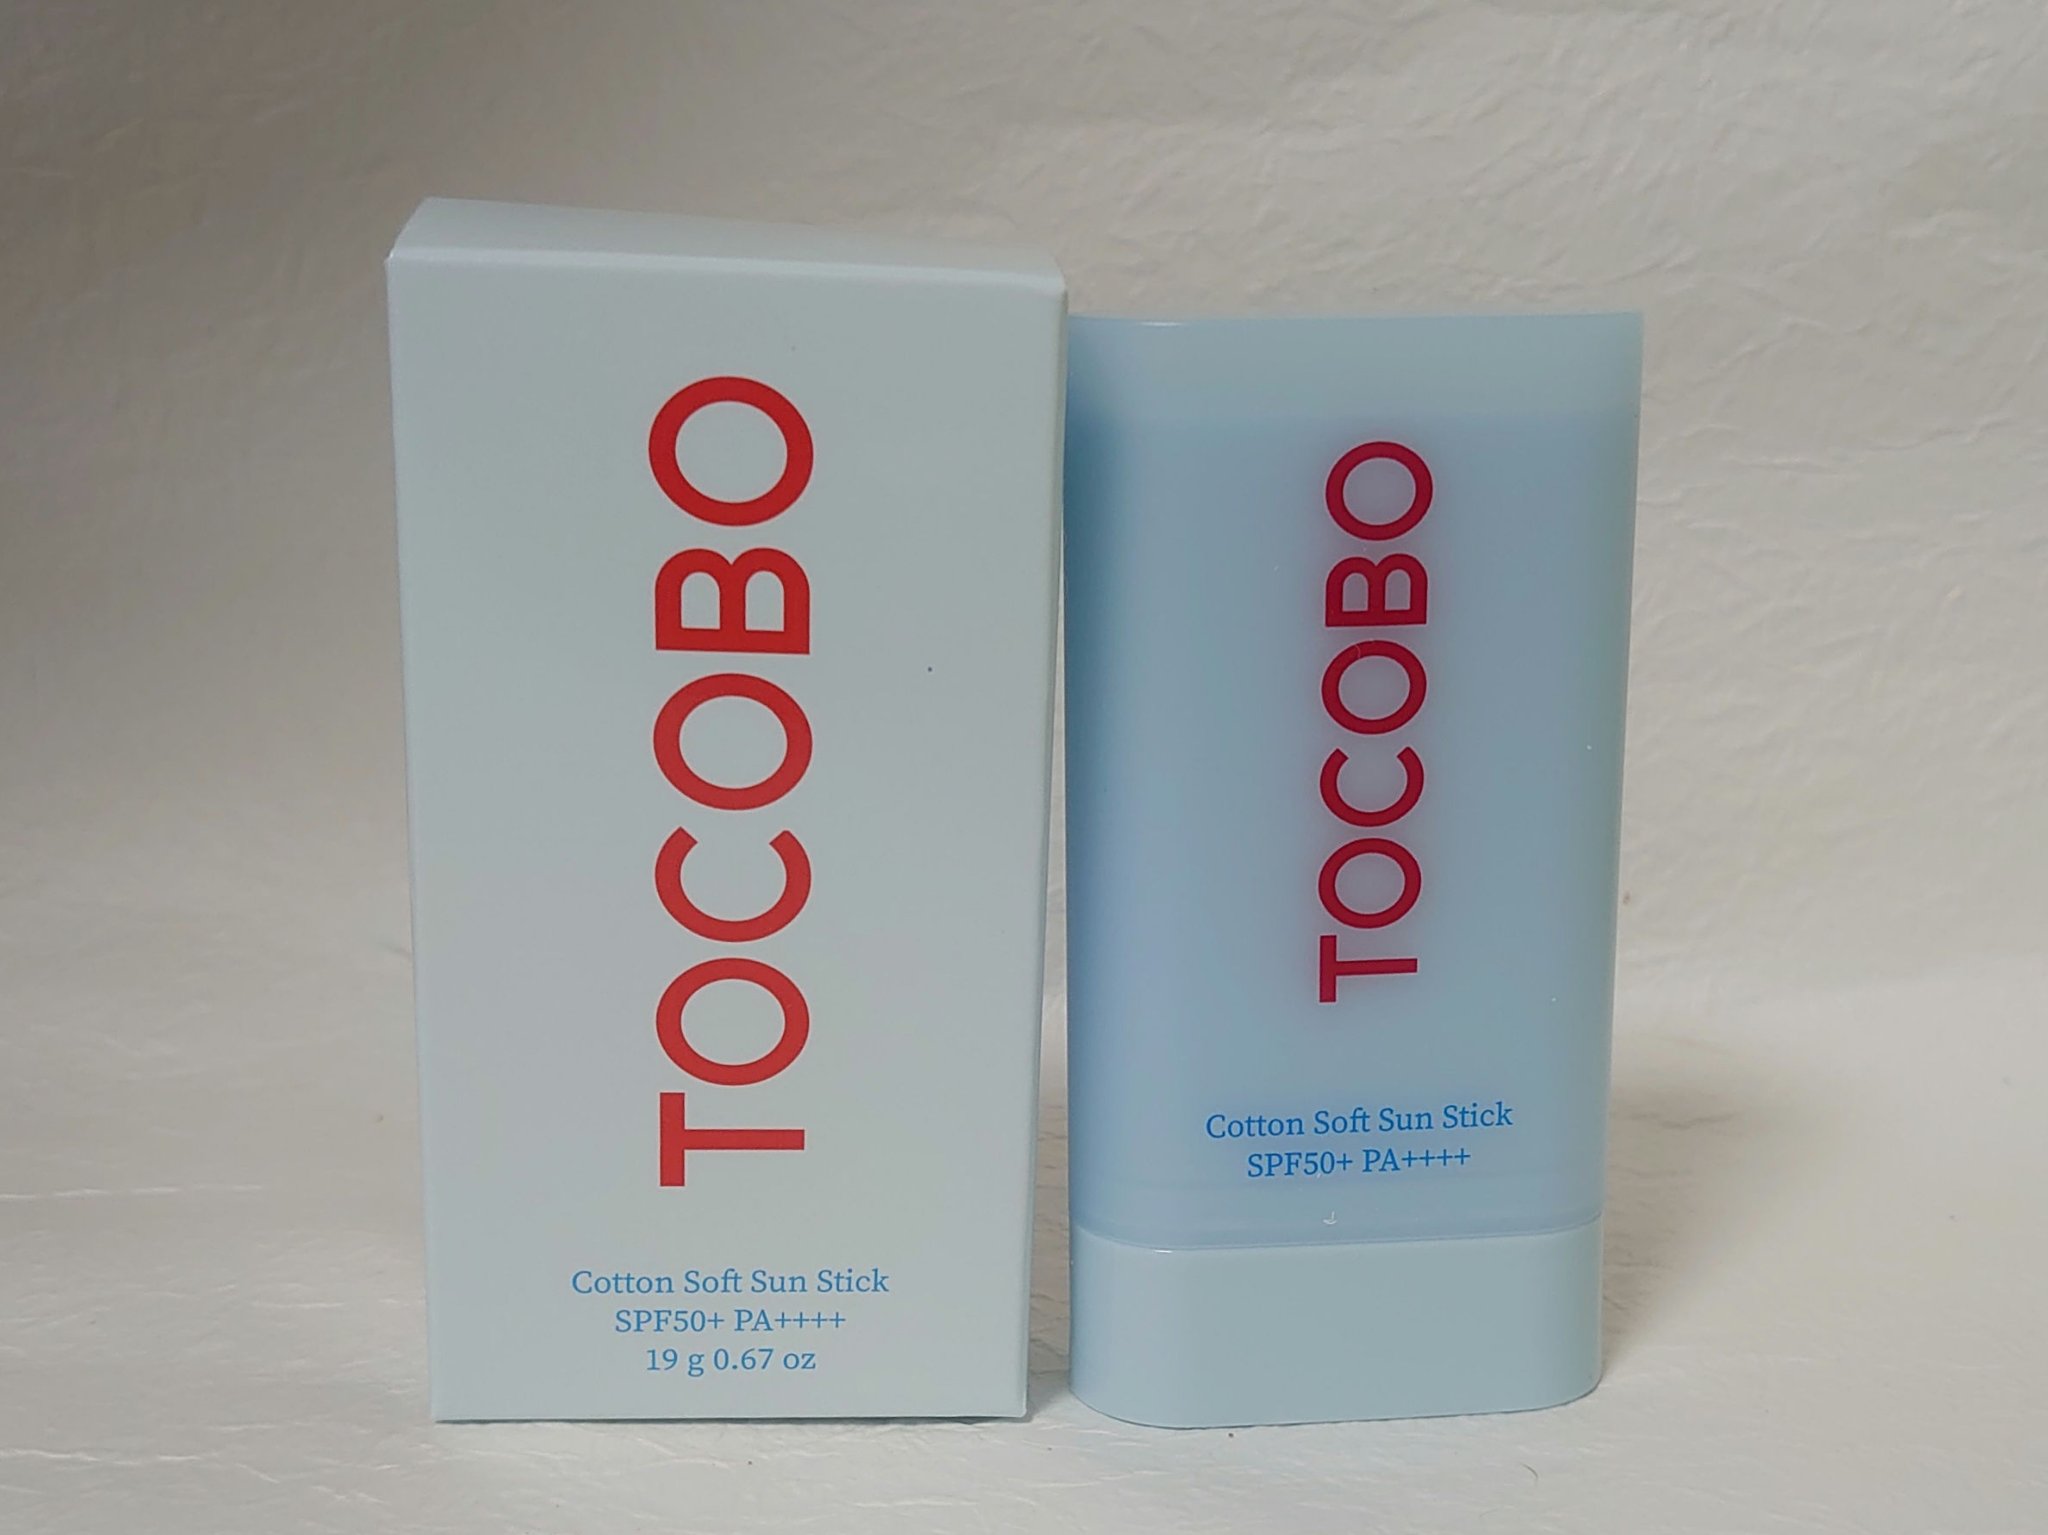 TOCOBO
Cotton Soft Sun Stick
SPF50+ PA++++
19 g 0.67 oz
TOCOBO
Cotton Soft Sun Stick
SPF50+ PA++++